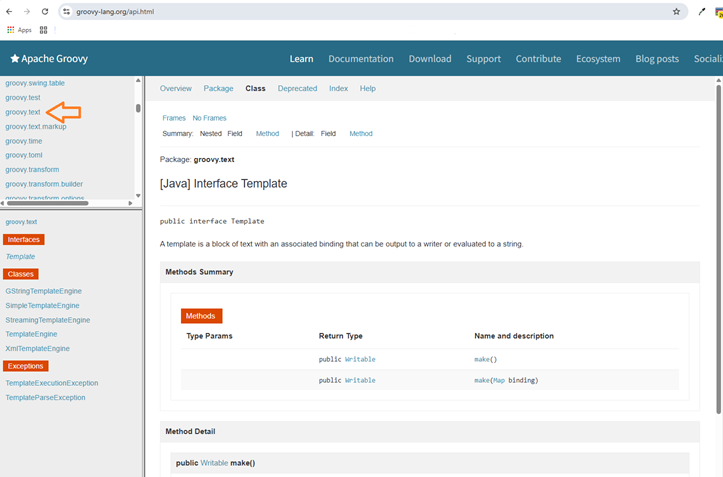 groovy-lang.org/api.html
Apps
Apache Groovy
Learn Documentation Download Support Contribute Ecosystem Blog posts
groovy.swing.table
groovy.test
groovy.text
groovy.text.markup
groovy.time
groovy.toml
groovy.transform
groovy.transform.builder
groovy.transform.options
groovy.text
Interfaces
Template
Classes
GStringTemplateEngine
SimpleTemplateEngine
StreamingTemplateEngine
TemplateEngine
XmlTemplateEngine
Exceptions
TemplateExecutionException
TemplateParseException
Overview Package Class Deprecated Index Help
Frames No Frames
Summary: Nested Field Method | Detail: Field Method
Package: groovy.text
[Java] Interface Template
public interface Template
A template is a block of text with an associated binding that can be output to a writer or evaluated to a string.
Methods Summary
Methods
Type Params Return Type Name and description
public Writable make()
public Writable make(Map binding)
Method Detail
public Writable make()